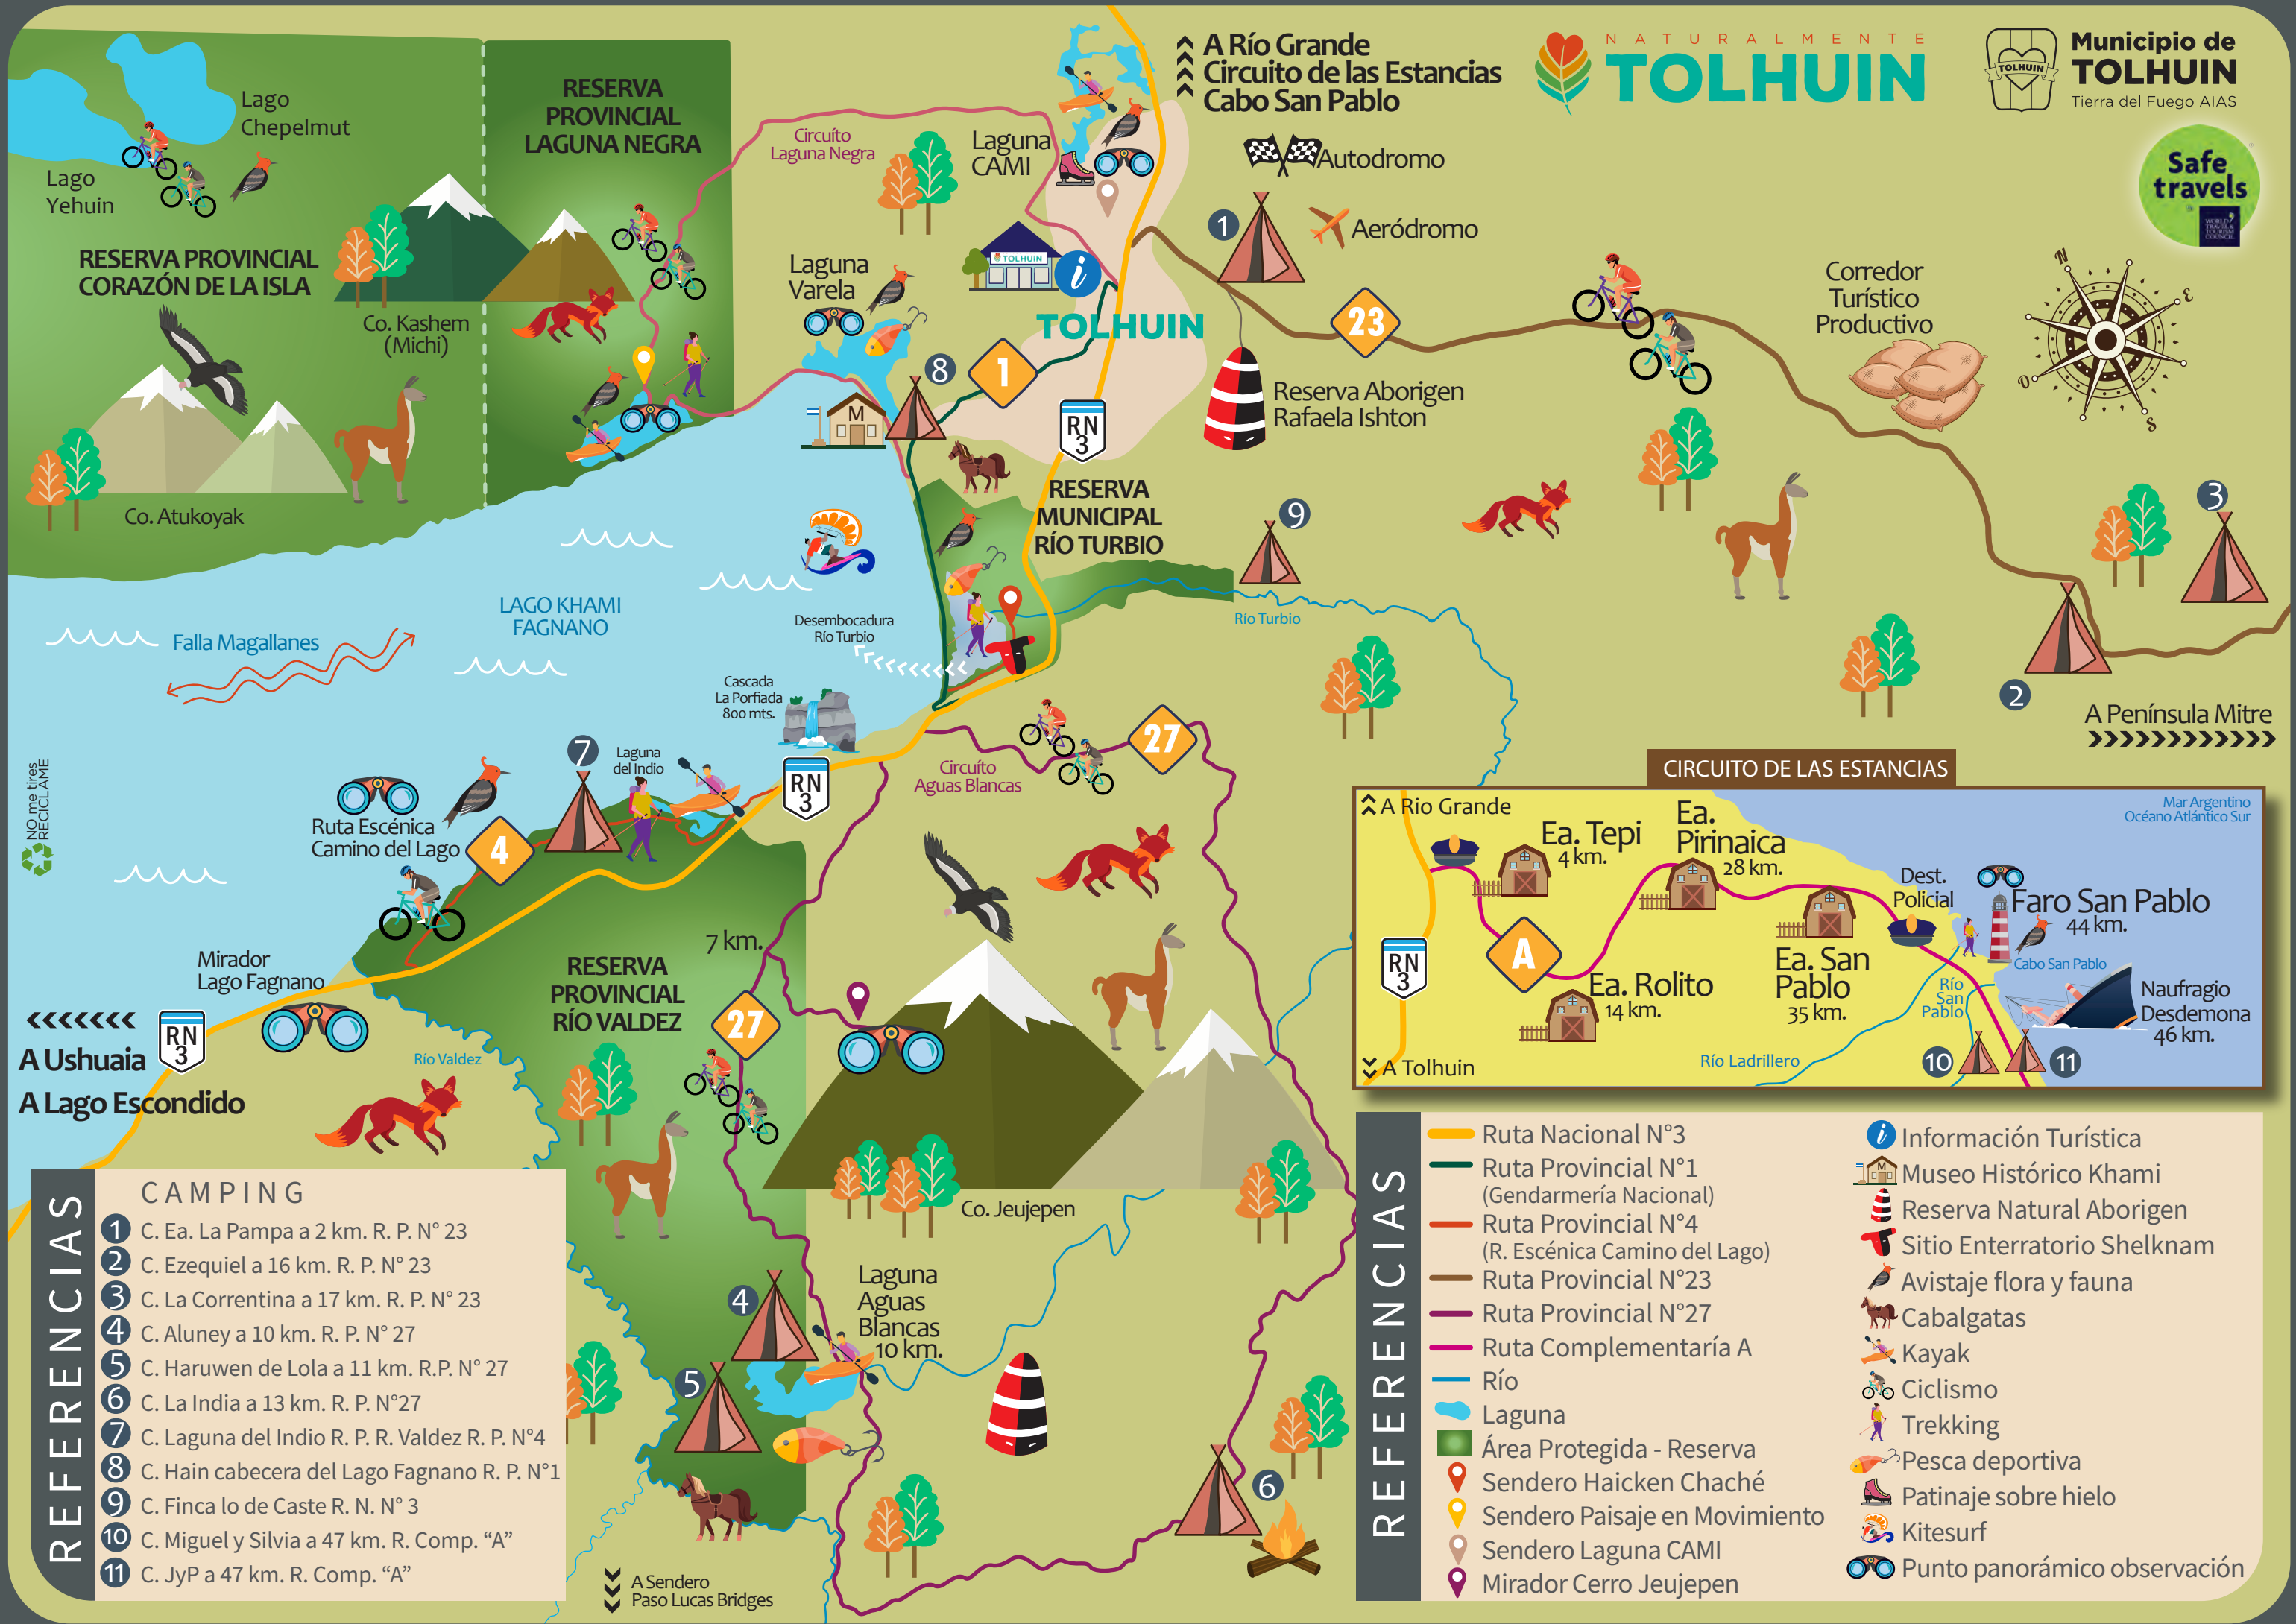 Lago
Chepelmut
Lago
Yehuin
RESERVA PROVINCIAL
CORAZÓN DE LA ISLA
Co. Kashem
(Michi)
Co. Atukoyak
RESERVA
PROVINCIAL
LAGUNA NEGRA
Circuíto
Laguna Negra
Laguna
CAMI
A Río Grande
Circuito de las Estancias
Cabo San Pablo
NATURALMENTE
TOLHUIN
TOLHUIN
Municipio de
TOLHUIN
Tierra del Fuego AIAS
Safe
travels
WORLD
TRAVEL &
TOURISM
COUNCIL
Autodromo
1
Aeródromo
TOLHUIN
i
Laguna
Varela
TOLHUIN
8
1
M
RN
3
23
Reserva Aborigen
Rafaela Ishton
Corredor
Turístico
Productivo
N
E
O
S
RESERVA
MUNICIPAL
RÍO TURBIO
9
3
Río Turbio
2
A Península Mitre
LAGO KHAMI
FAGNANO
Falla Magallanes
Desembocadura
Río Turbio
Cascada
La Porfiada
800 mts.
7
Laguna
del Indio
RN
3
Circuíto
Aguas Blancas
27
NO me tires
RECICLAME
Ruta Escénica
Camino del Lago
4
Mirador
Lago Fagnano
RN
3
A Ushuaia
A Lago Escondido
Río Valdez
7 km.
RESERVA
PROVINCIAL
RÍO VALDEZ
27
Co. Jeujepen
4
Laguna
Aguas
Blancas
10 km.
5
6
A Sendero
Paso Lucas Bridges
CIRCUITO DE LAS ESTANCIAS
A Rio Grande
Ea. Tepi
4 km.
Ea.
Pirinaica
28 km.
Mar Argentino
Océano Atlántico Sur
Dest.
Policial
Faro San Pablo
44 km.
RN
3
A
Ea. Rolito
14 km.
Ea. San
Pablo
35 km.
Cabo San Pablo
Río
San
Pablo
Naufragio
Desdemona
46 km.
Río Ladrillero
10
11
A Tolhuin
REFERENCIAS
CAMPING
1 C. Ea. La Pampa a 2 km. R. P. N° 23
2 C. Ezequiel a 16 km. R. P. N° 23
3 C. La Correntina a 17 km. R. P. N° 23
4 C. Aluney a 10 km. R. P. N° 27
5 C. Haruwen de Lola a 11 km. R.P. N° 27
6 C. La India a 13 km. R. P. N°27
7 C. Laguna del Indio R. P. R. Valdez R. P. N°4
8 C. Hain cabecera del Lago Fagnano R. P. N°1
9 C. Finca lo de Caste R. N. N° 3
10 C. Miguel y Silvia a 47 km. R. Comp. “A”
11 C. JyP a 47 km. R. Comp. “A”
REFERENCIAS
Ruta Nacional N°3
Ruta Provincial N°1
(Gendarmería Nacional)
Ruta Provincial N°4
(R. Escénica Camino del Lago)
Ruta Provincial N°23
Ruta Provincial N°27
Ruta Complementaría A
Río
Laguna
Área Protegida - Reserva
Sendero Haicken Chaché
Sendero Paisaje en Movimiento
Sendero Laguna CAMI
Mirador Cerro Jeujepen
i Información Turística
M Museo Histórico Khami
Reserva Natural Aborigen
Sitio Enterratorio Shelknam
Avistaje flora y fauna
Cabalgatas
Kayak
Ciclismo
Trekking
Pesca deportiva
Patinaje sobre hielo
Kitesurf
Punto panorámico observación